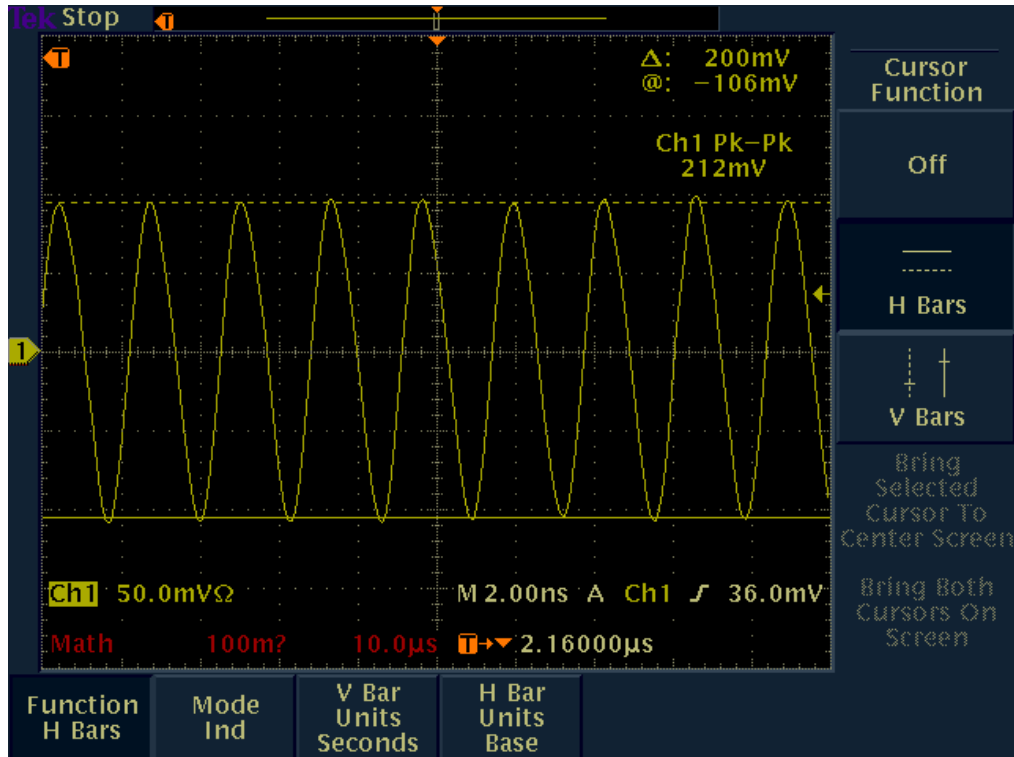 Tek Stop T
T
Δ: 200mV
@: −106mV
Ch1 Pk−Pk
212mV
1
Ch1 50.0mVΩ M 2.00ns A Ch1 36.0mV
Math 100m? 10.0µs T→▼ 2.16000µs
Cursor
Function
Off
H Bars
V Bars
Bring
Selected
Cursor To
Center Screen
Bring Both
Cursors On
Screen
Function
H Bars
Mode
Ind
V Bar
Units
Seconds
H Bar
Units
Base